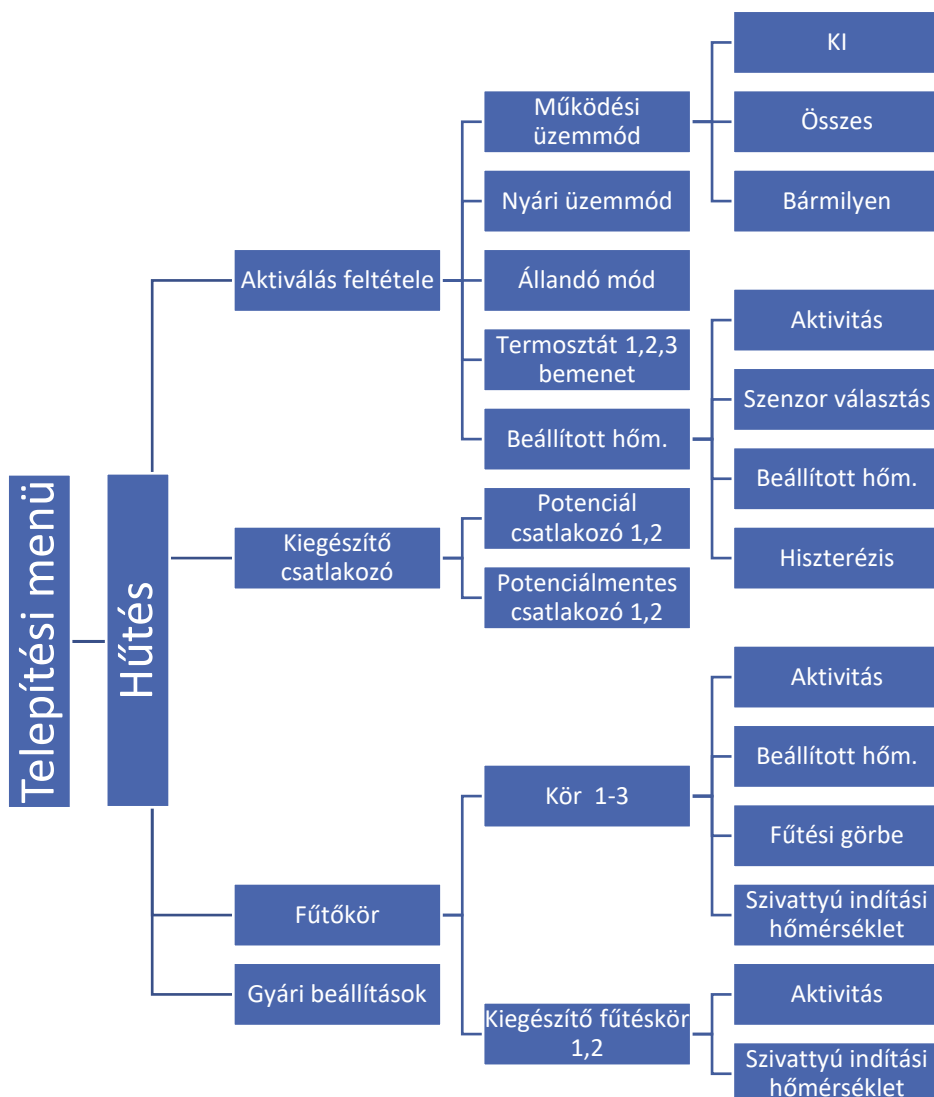 Telepítési menü
Hűtés
Aktiválás feltétele
Működési
üzemmód
KI
Összes
Bármilyen
Nyári üzemmód
Állandó mód
Termosztát 1,2,3
bemenet
Beállított hőm.
Aktivitás
Szenzor választás
Beállított hőm.
Hiszterézis
Kiegészítő
csatlakozó
Potenciál
csatlakozó 1,2
Potenciálmentes
csatlakozó 1,2
Fűtőkör
Kör 1-3
Aktivitás
Beállított hőm.
Fűtési görbe
Szivattyú indítási
hőmérséklet
Kiegészítő fűtéskör
1,2
Aktivitás
Szivattyú indítási
hőmérséklet
Gyári beállítások